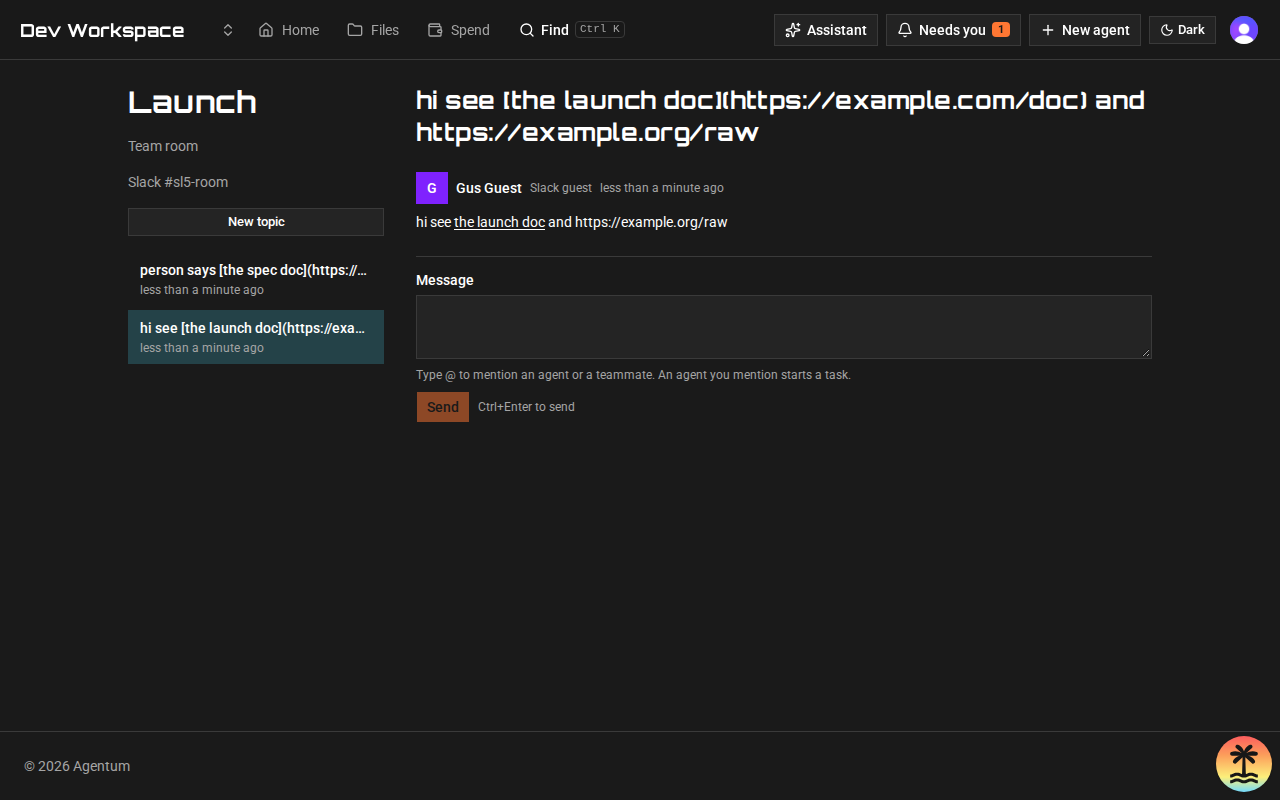 Dev Workspace
Home
Files
Spend
Find Ctrl K
Assistant
Needs you 1
New agent
Dark
Launch
Team room
Slack #sl5-room
New topic
person says [the spec doc](https://...
less than a minute ago
hi see [the launch doc](https://exa...
less than a minute ago
hi see [the launch doc](https://example.com/doc) and
https://example.org/raw
G Gus Guest Slack guest less than a minute ago
hi see the launch doc and https://example.org/raw
Message
Type @ to mention an agent or a teammate. An agent you mention starts a task.
Send Ctrl+Enter to send
© 2026 Agentum